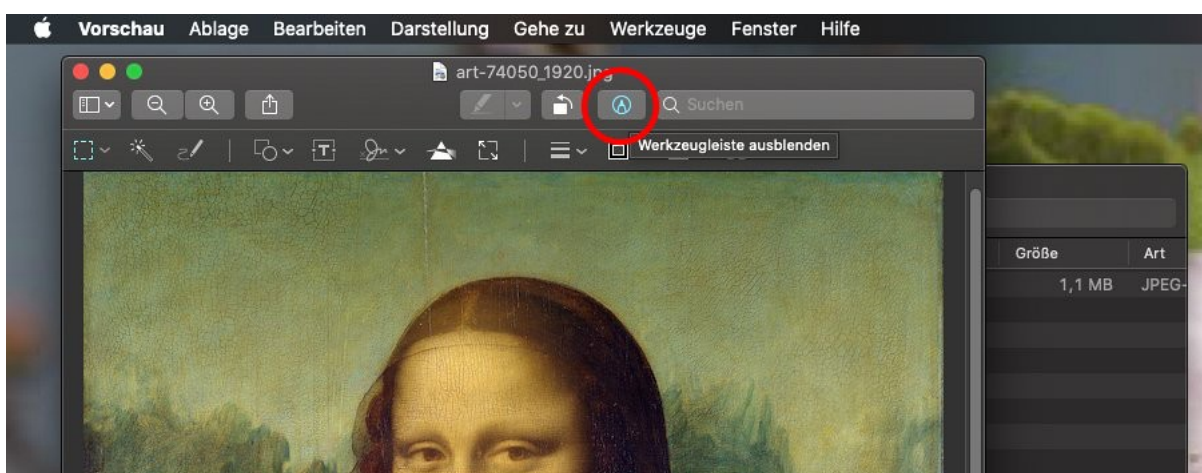 Vorschau Ablage Bearbeiten Darstellung Gehe zu Werkzeuge Fenster Hilfe
art-74050_1920.jpg
Suchen
Werkzeugleiste ausblenden
Größe Art
1,1 MB JPEG-